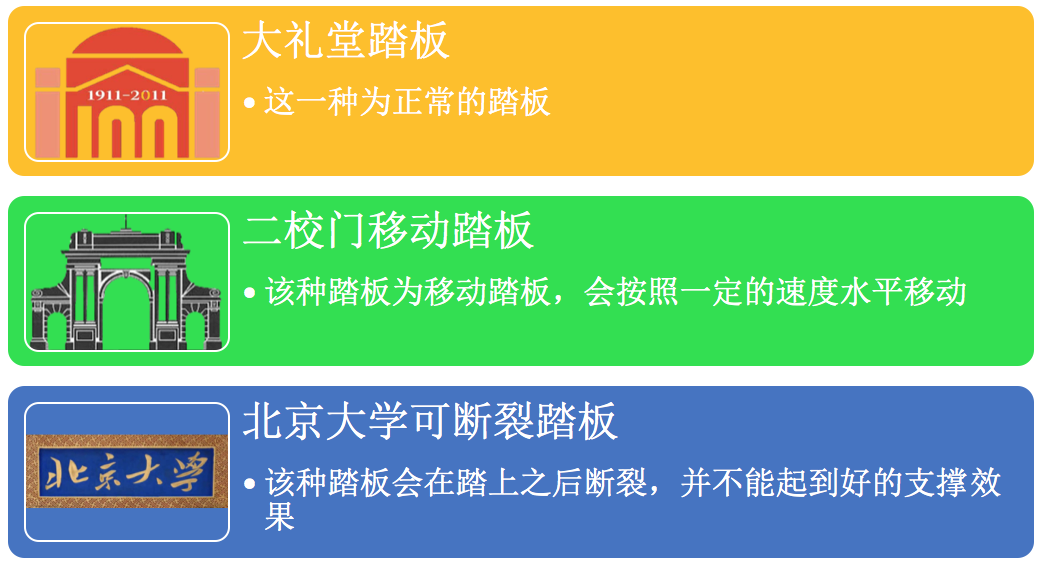 大礼堂踏板
1911-2011
• 这一种为正常的踏板
二校门移动踏板
• 该种踏板为移动踏板，会按照一定的速度水平移动
北京大学可断裂踏板
北京大学
• 该种踏板会在踏上之后断裂，并不能起到好的支撑效
果